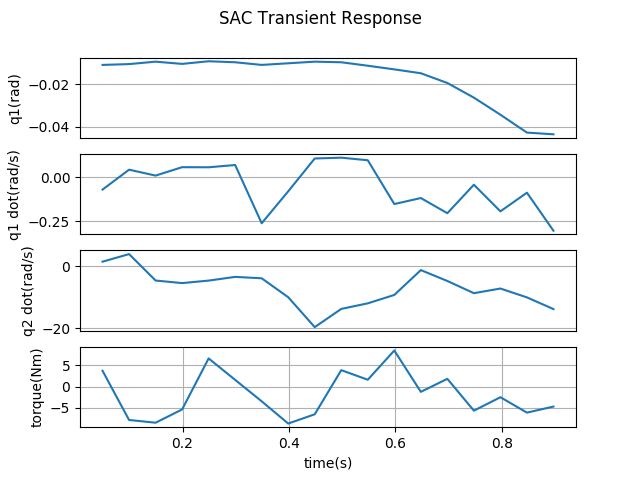 SAC Transient Response
q1(rad)
−0.02
−0.04
q1 dot(rad/s)
0.00
−0.25
q2 dot(rad/s)
0
−20
torque(Nm)
5
0
−5
0.2 0.4 0.6 0.8
time(s)